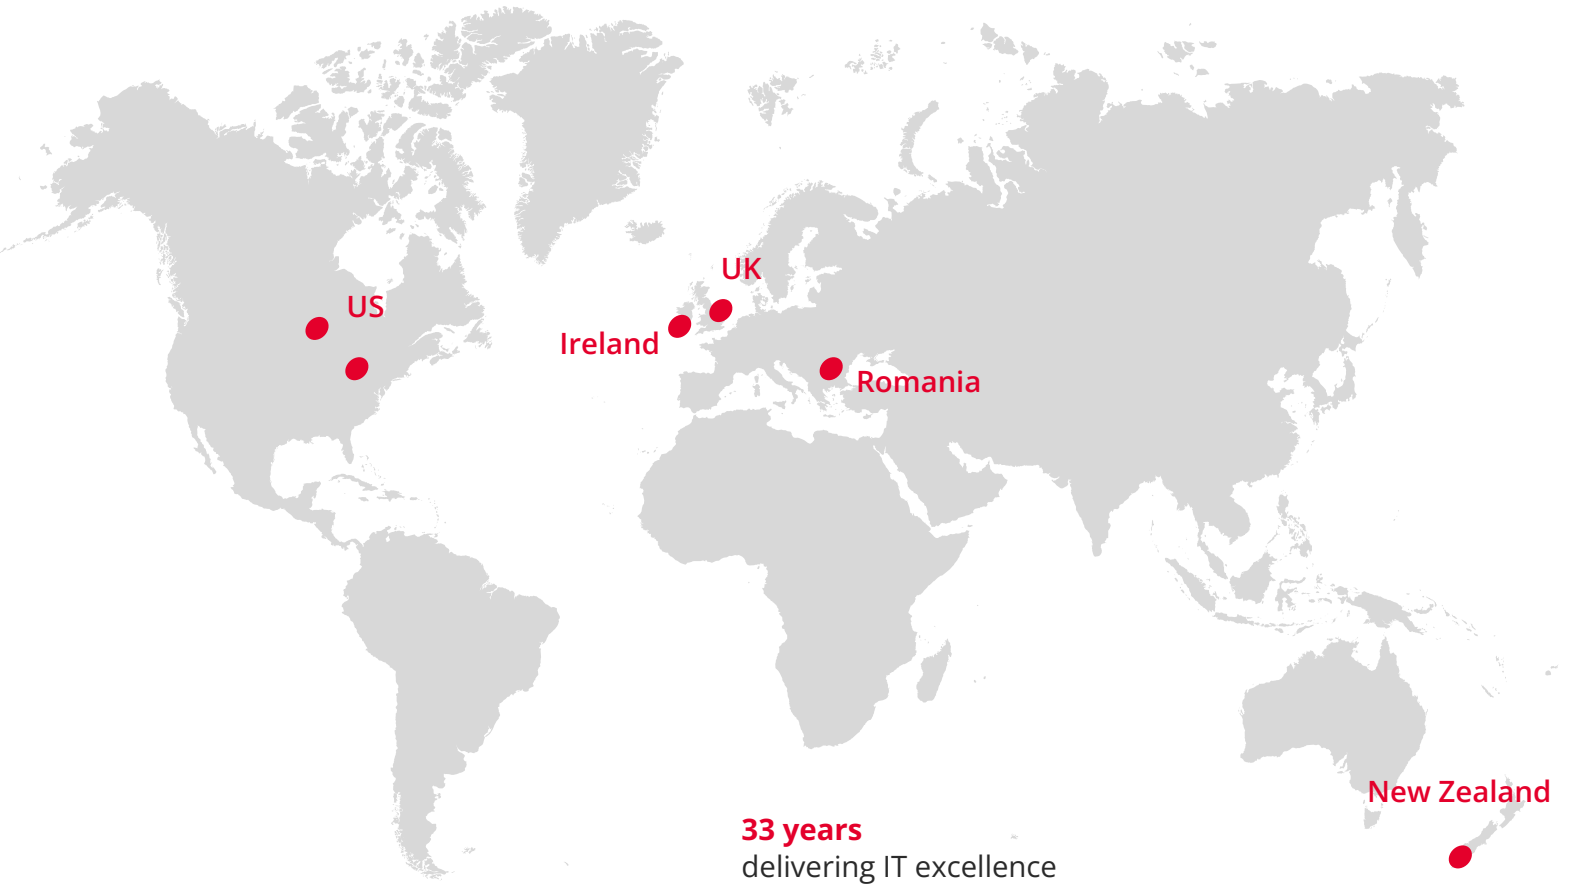 UK
US
Ireland
Romania
New Zealand
33 years
delivering IT excellence